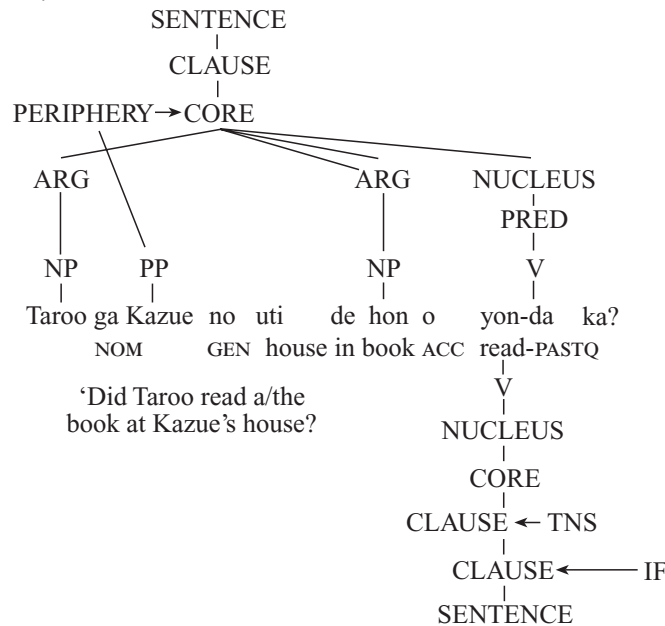 SENTENCE
CLAUSE
PERIPHERY CORE
ARG ARG NUCLEUS
PRED
NP PP NP V
Taroo ga Kazue no uti de hon o yon-da ka?
NOM GEN house in book ACC read-PASTQ
‘Did Taroo read a/the
book at Kazue’s house?
V
NUCLEUS
CORE
CLAUSE TNS
CLAUSE IF
SENTENCE